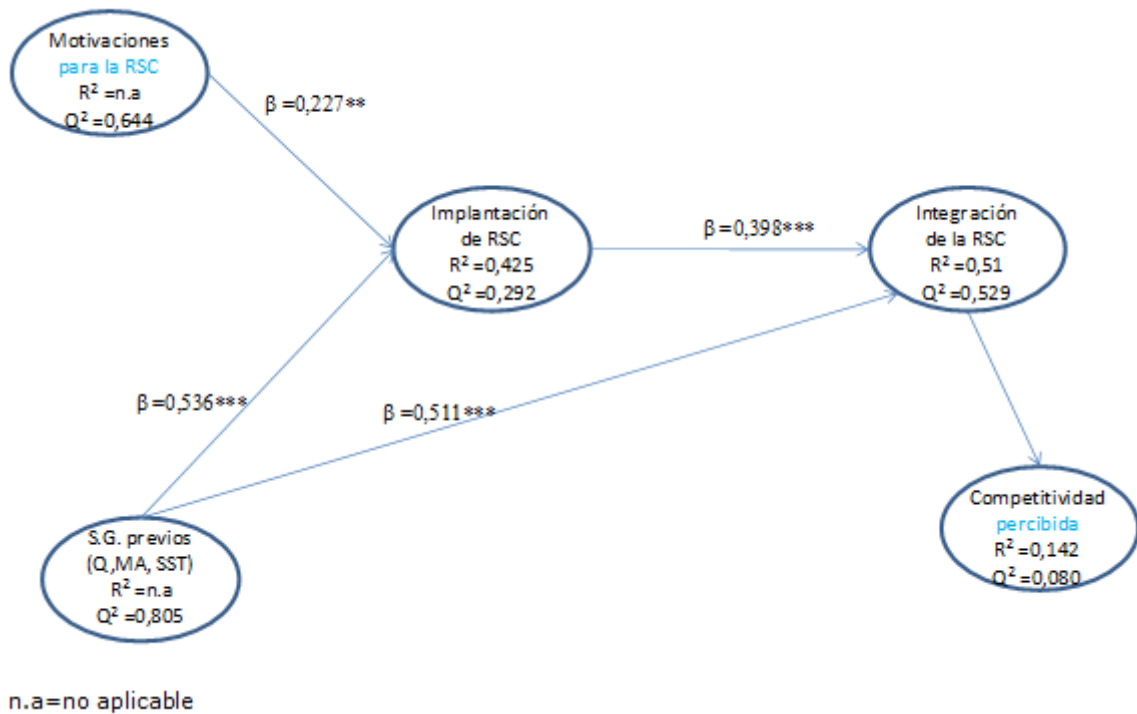 Motivaciones
para la RSC
R² =n.a
Q² =0,644
β =0,227**
Implantación
de RSC
R² =0,425
Q² =0,292
β=0,398***
Integración
de la RSC
R² =0,51
Q² =0,529
β=0,536***
β =0,511***
S.G. previos
(Q,MA, SST)
R² =n.a
Q² =0,805
Competitividad
percibida
R² =0,142
Q² =0,080
n.a=no aplicable